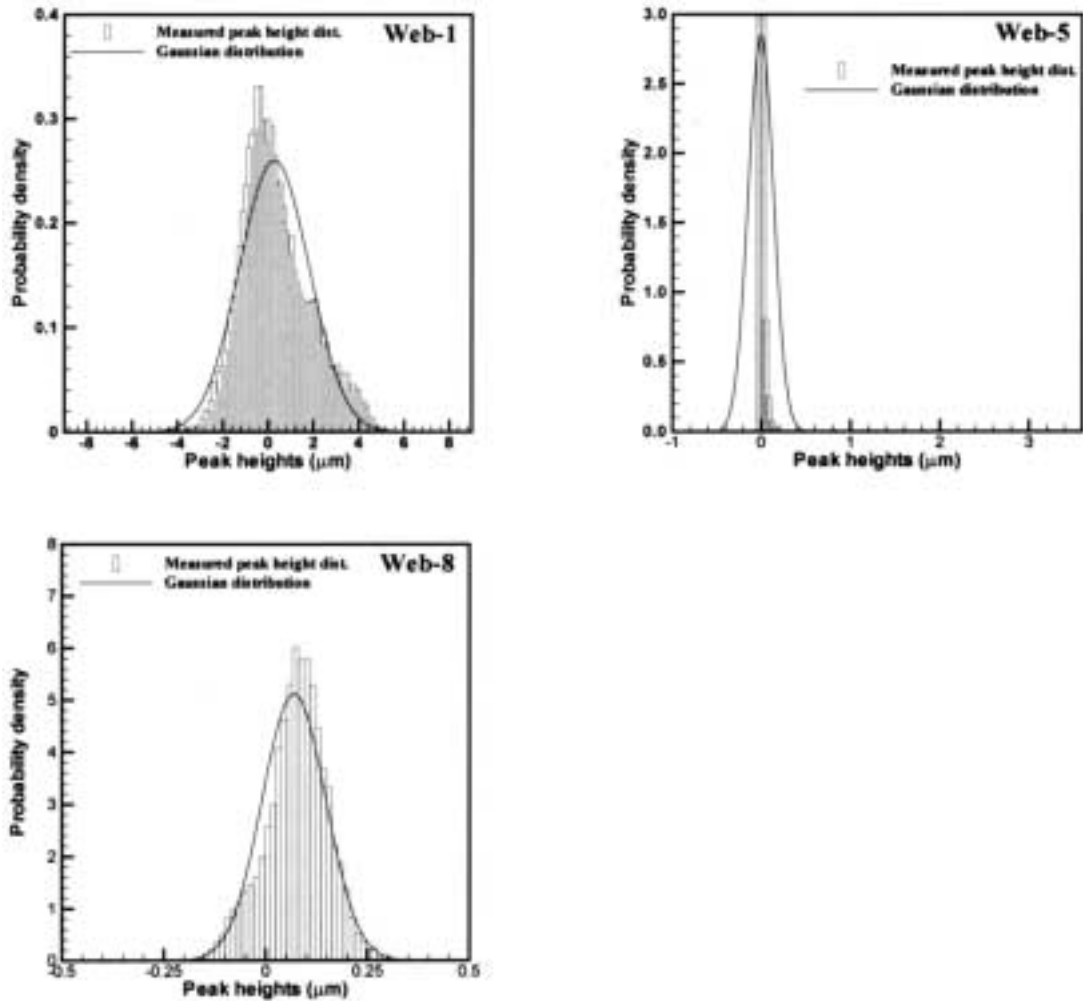 0.4
Measured peak height dist.
Web-1
Gaussian distribution
0.3
0.2
0.1
0
Probability density
-8 -6 -4 -2 0 2 4 6 8
Peak heights (μm)
3.0
Web-5
Measured peak height dist.
Gaussian distribution
2.5
2.0
1.5
1.0
0.5
0.0
Probability density
-1 0 1 2 3
Peak heights (μm)
8
Measured peak height dist.
Web-8
Gaussian distribution
7
6
5
4
3
2
1
0
Probability density
-0.5 -0.25 0 0.25 0.5
Peak heights (μm)